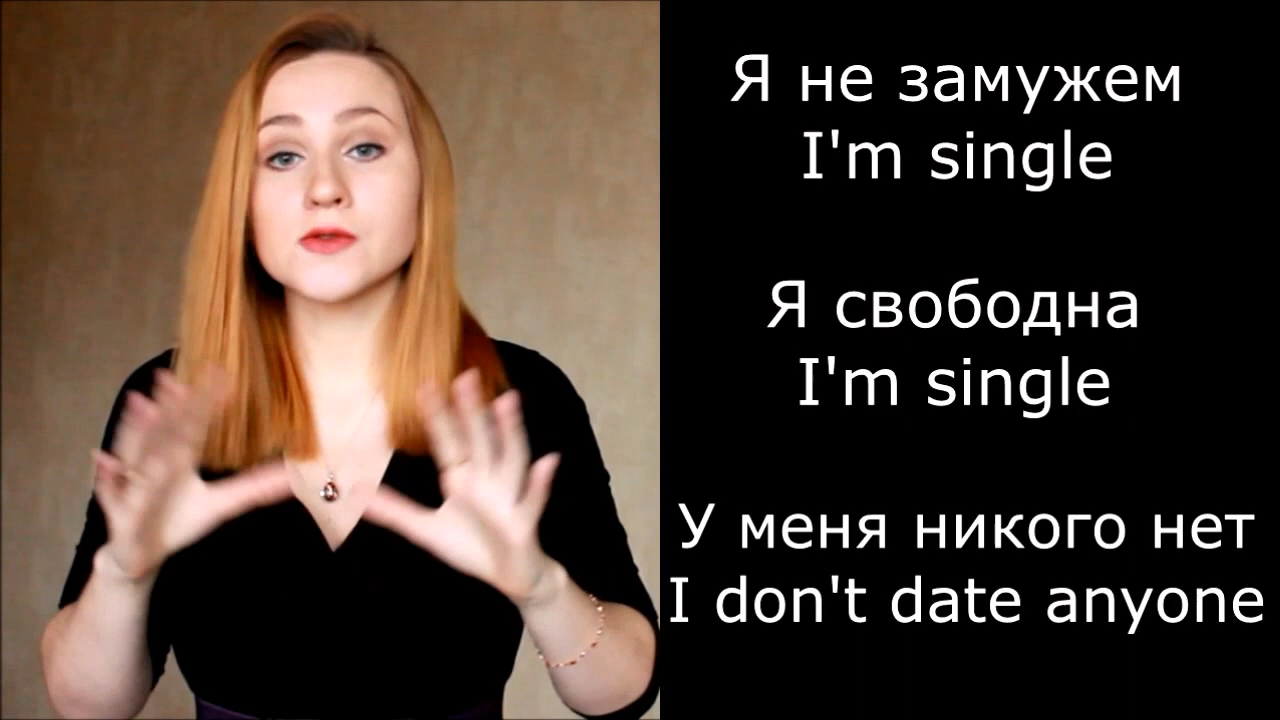 Я не замужем
I'm single
Я свободна
I'm single
У меня никого нет
I don't date anyone